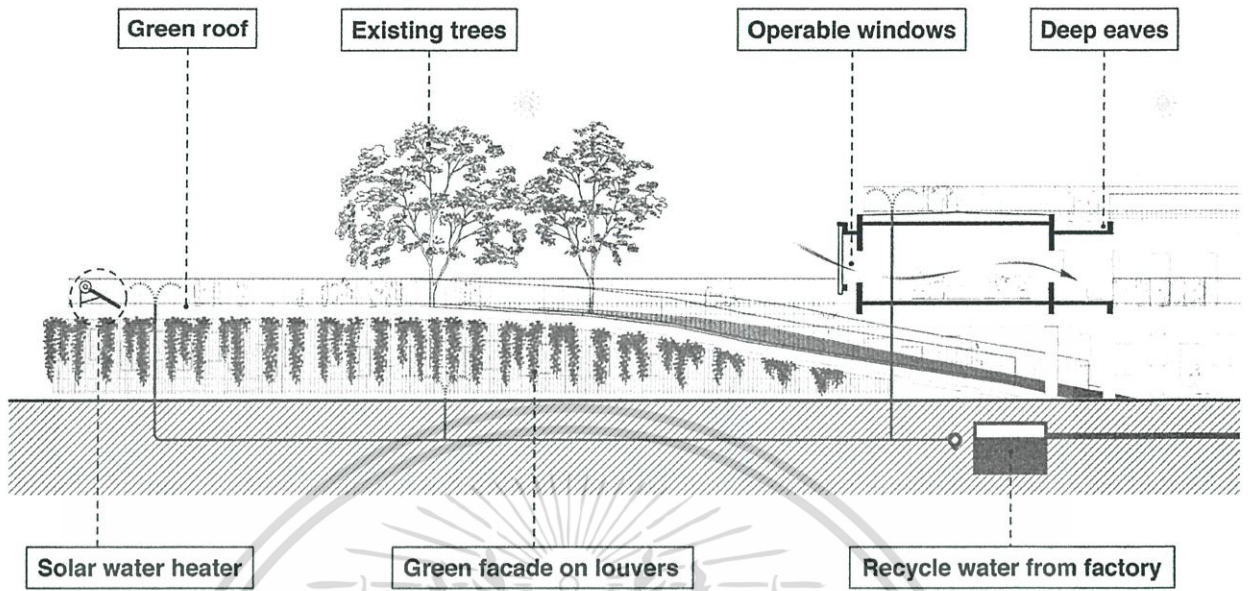 Green roof
Existing trees
Operable windows
Deep eaves
Solar water heater
Green facade on louvers
Recycle water from factory